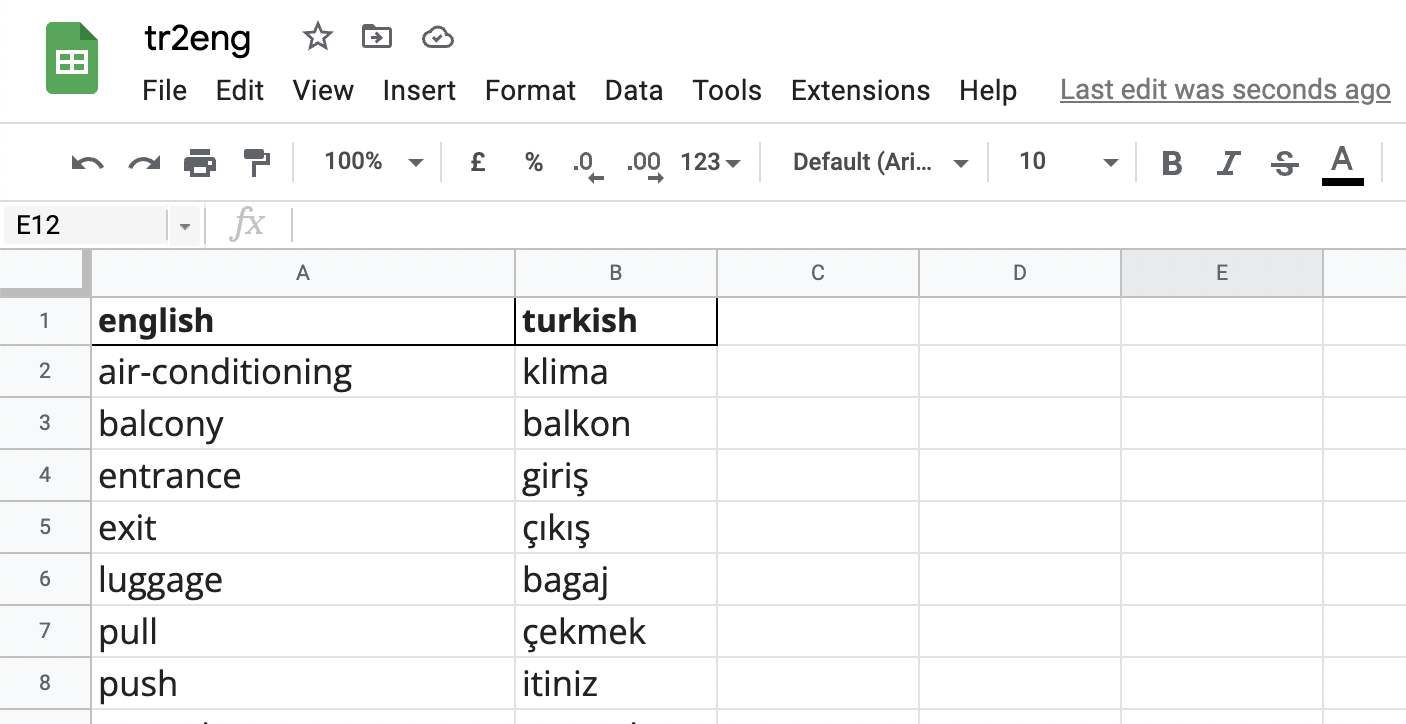 tr2eng
File Edit View Insert Format Data Tools Extensions Help Last edit was seconds ago
100% £ % .0 .00 123 Default (Ari... 10 B I S A
E12 fx
A B C D E
1 english turkish
2 air-conditioning klima
3 balcony balkon
4 entrance giriş
5 exit çıkış
6 luggage bagaj
7 pull çekmek
8 push itiniz